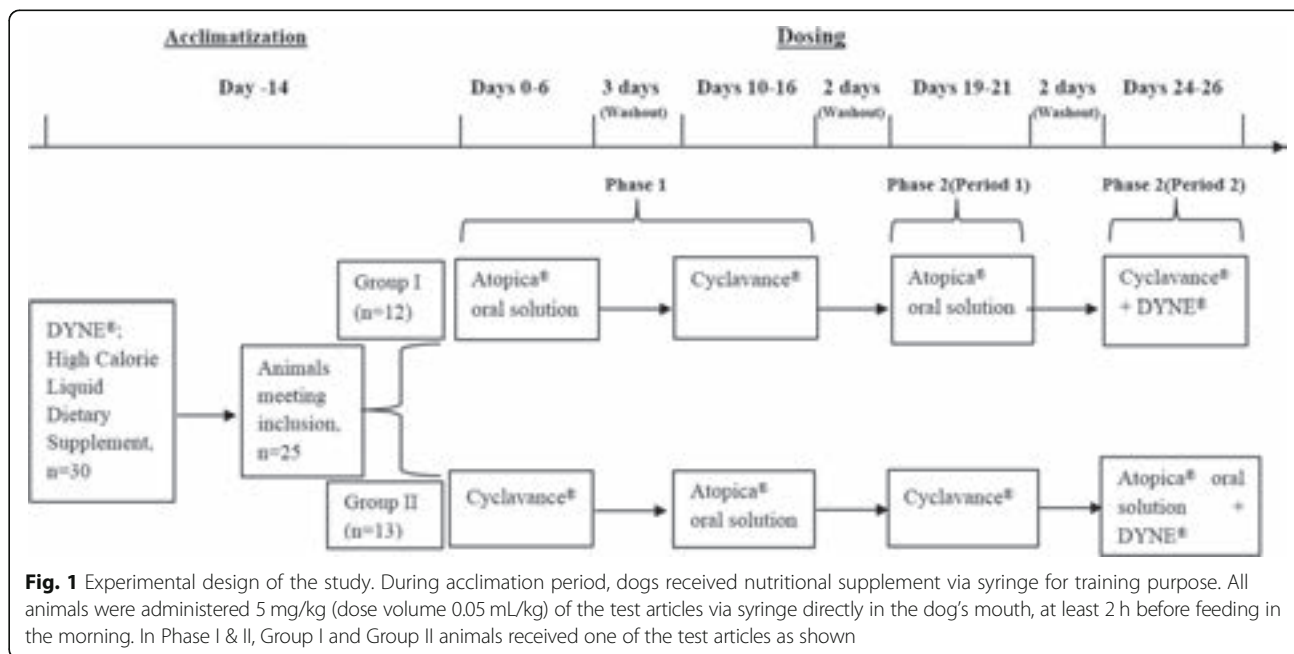 Acclimatization
Dosing
Day -14
Days 0-6
3 days
(Washout)
Days 10-16
2 days
(Washout)
Days 19-21
2 days
(Washout)
Days 24-26
Phase 1
Phase 2(Period 1)
Phase 2(Period 2)
DYNE®;
High Calorie
Liquid
Dietary
Supplement,
n=30
Animals
meeting
inclusion,
n=25
Group I
(n=12)
Atopica®
oral solution
Cyclavance®
Atopica®
oral solution
Cyclavance®
+ DYNE®
Group II
(n=13)
Cyclavance®
Atopica®
oral solution
Cyclavance®
Atopica® oral
solution +
DYNE®
Fig. 1 Experimental design of the study. During acclimation period, dogs received nutritional supplement via syringe for training purpose. All
animals were administered 5 mg/kg (dose volume 0.05 mL/kg) of the test articles via syringe directly in the dog's mouth, at least 2 h before feeding in
the morning. In Phase I & II, Group I and Group II animals received one of the test articles as shown